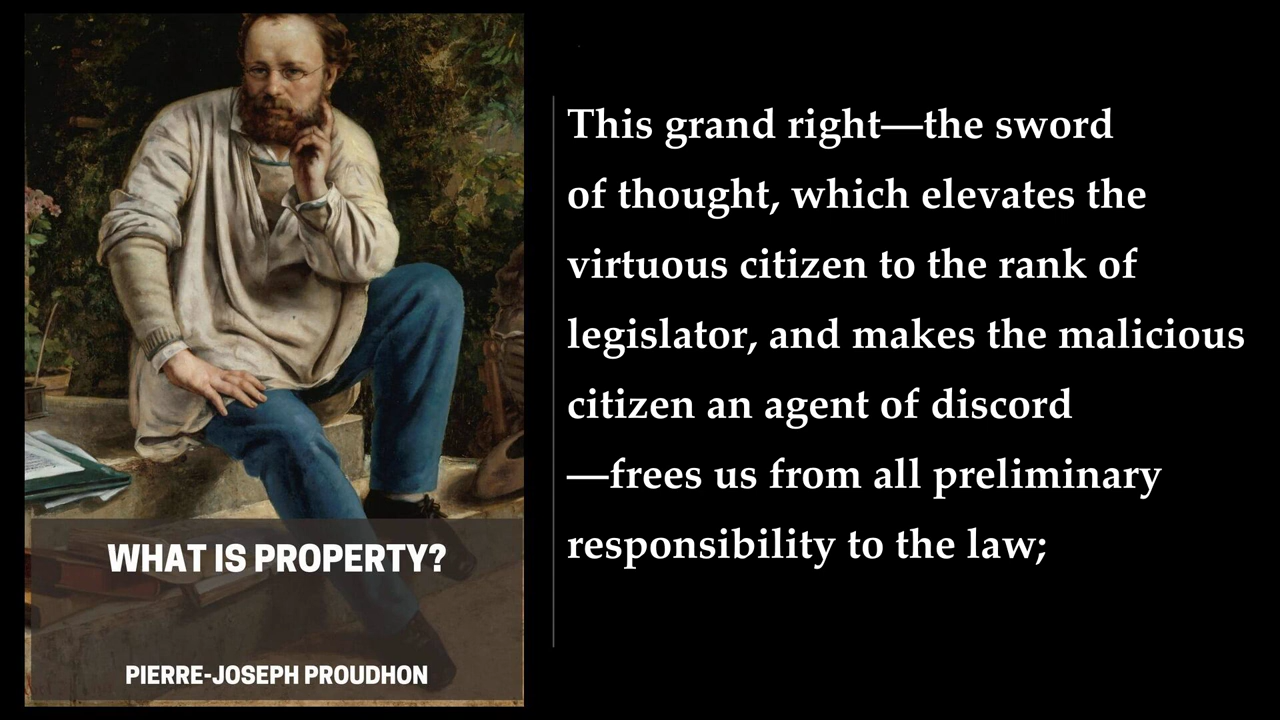 WHAT IS PROPERTY?
PIERRE-JOSEPH PROUDHON
This grand right—the sword
of thought, which elevates the
virtuous citizen to the rank of
legislator, and makes the malicious
citizen an agent of discord
—frees us from all preliminary
responsibility to the law;